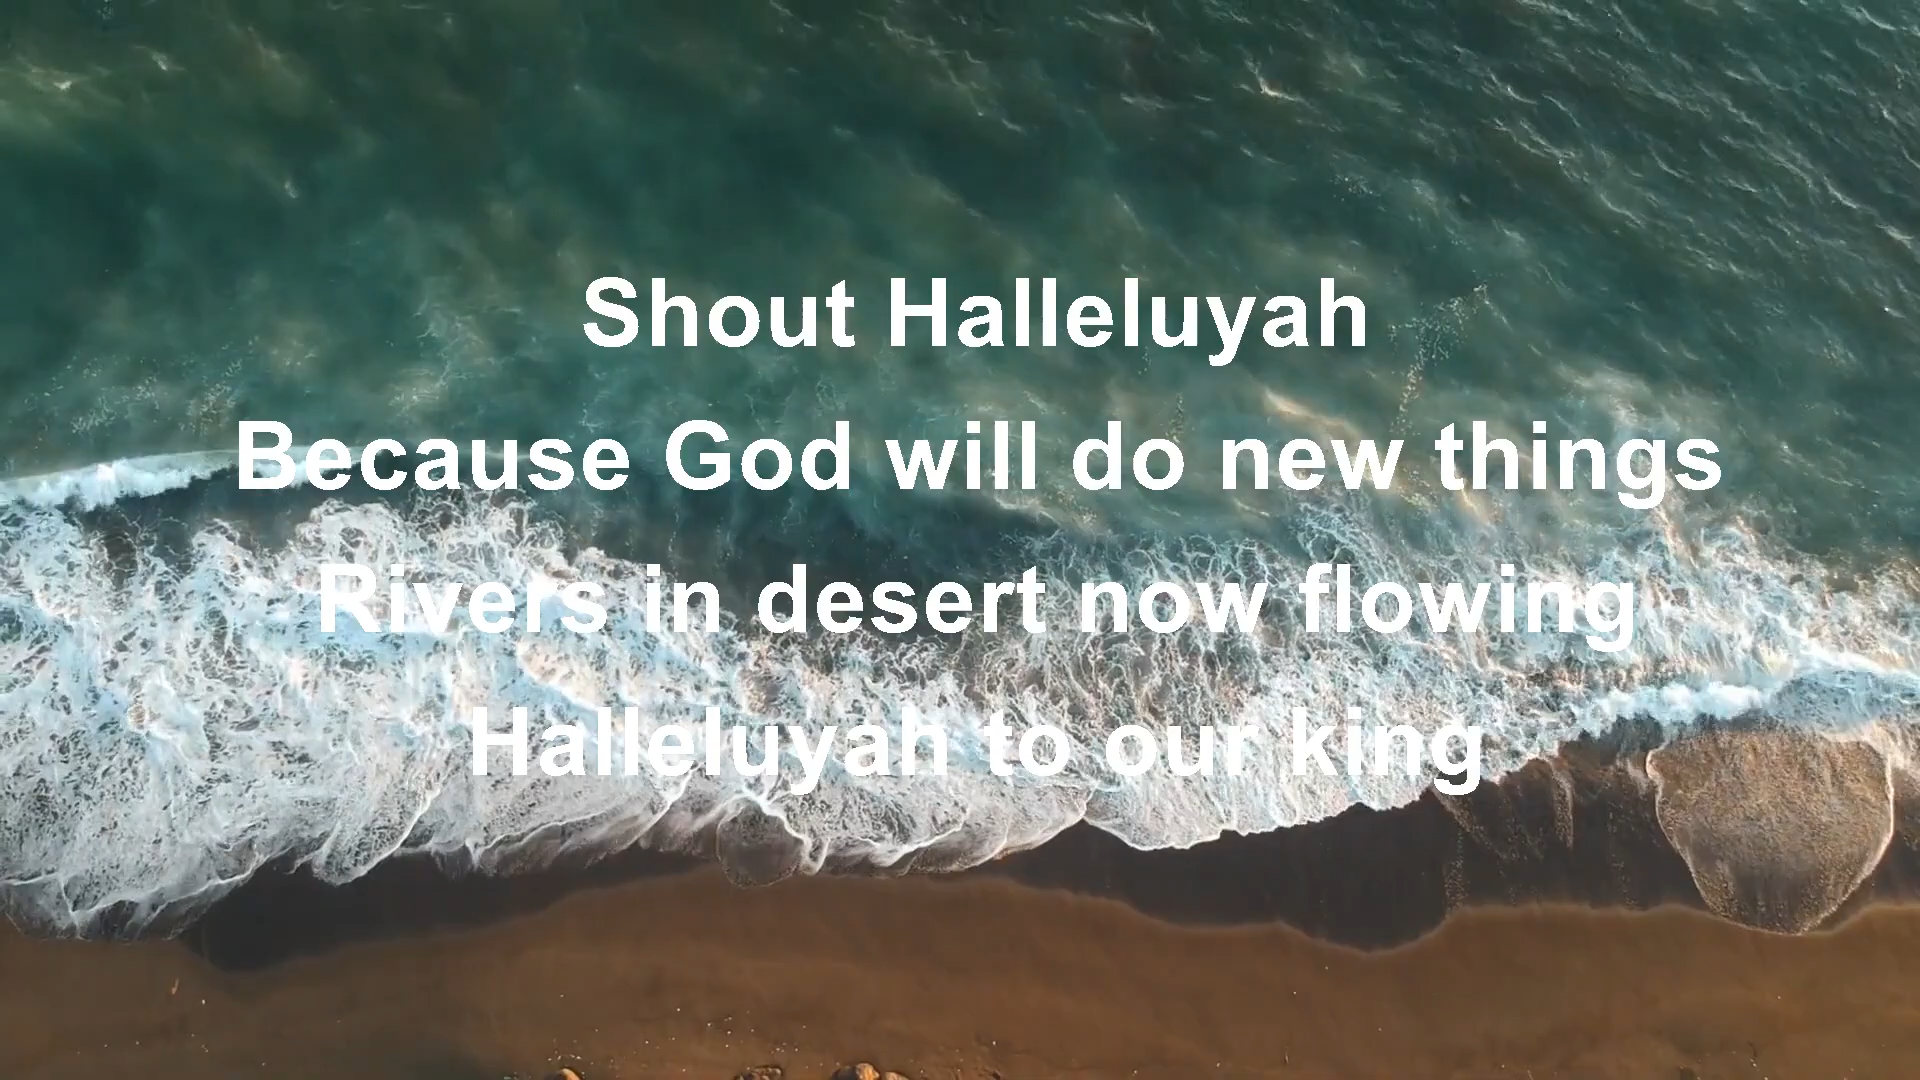 Shout Halleluyah
Because God will do new things
Rivers in desert now flowing
Halleluyah to our king